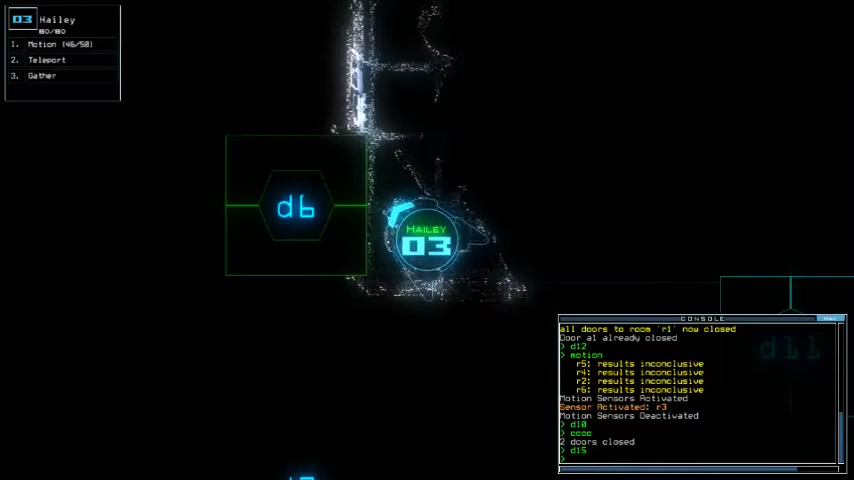 03 Hailey
80/80
1. Motion (46/50)
2. Teleport
3. Gather
d6
HAILEY
03
d11
CONSOLE
all doors to room 'r1' now closed
Door a1 already closed
> d12
> motion
r5: results inconclusive
r4: results inconclusive
r2: results inconclusive
r6: results inconclusive
Motion Sensors Activated
Sensor Activated: r3
Motion Sensors Deactivated
> d10
> cccc
2 doors closed
> d15
>